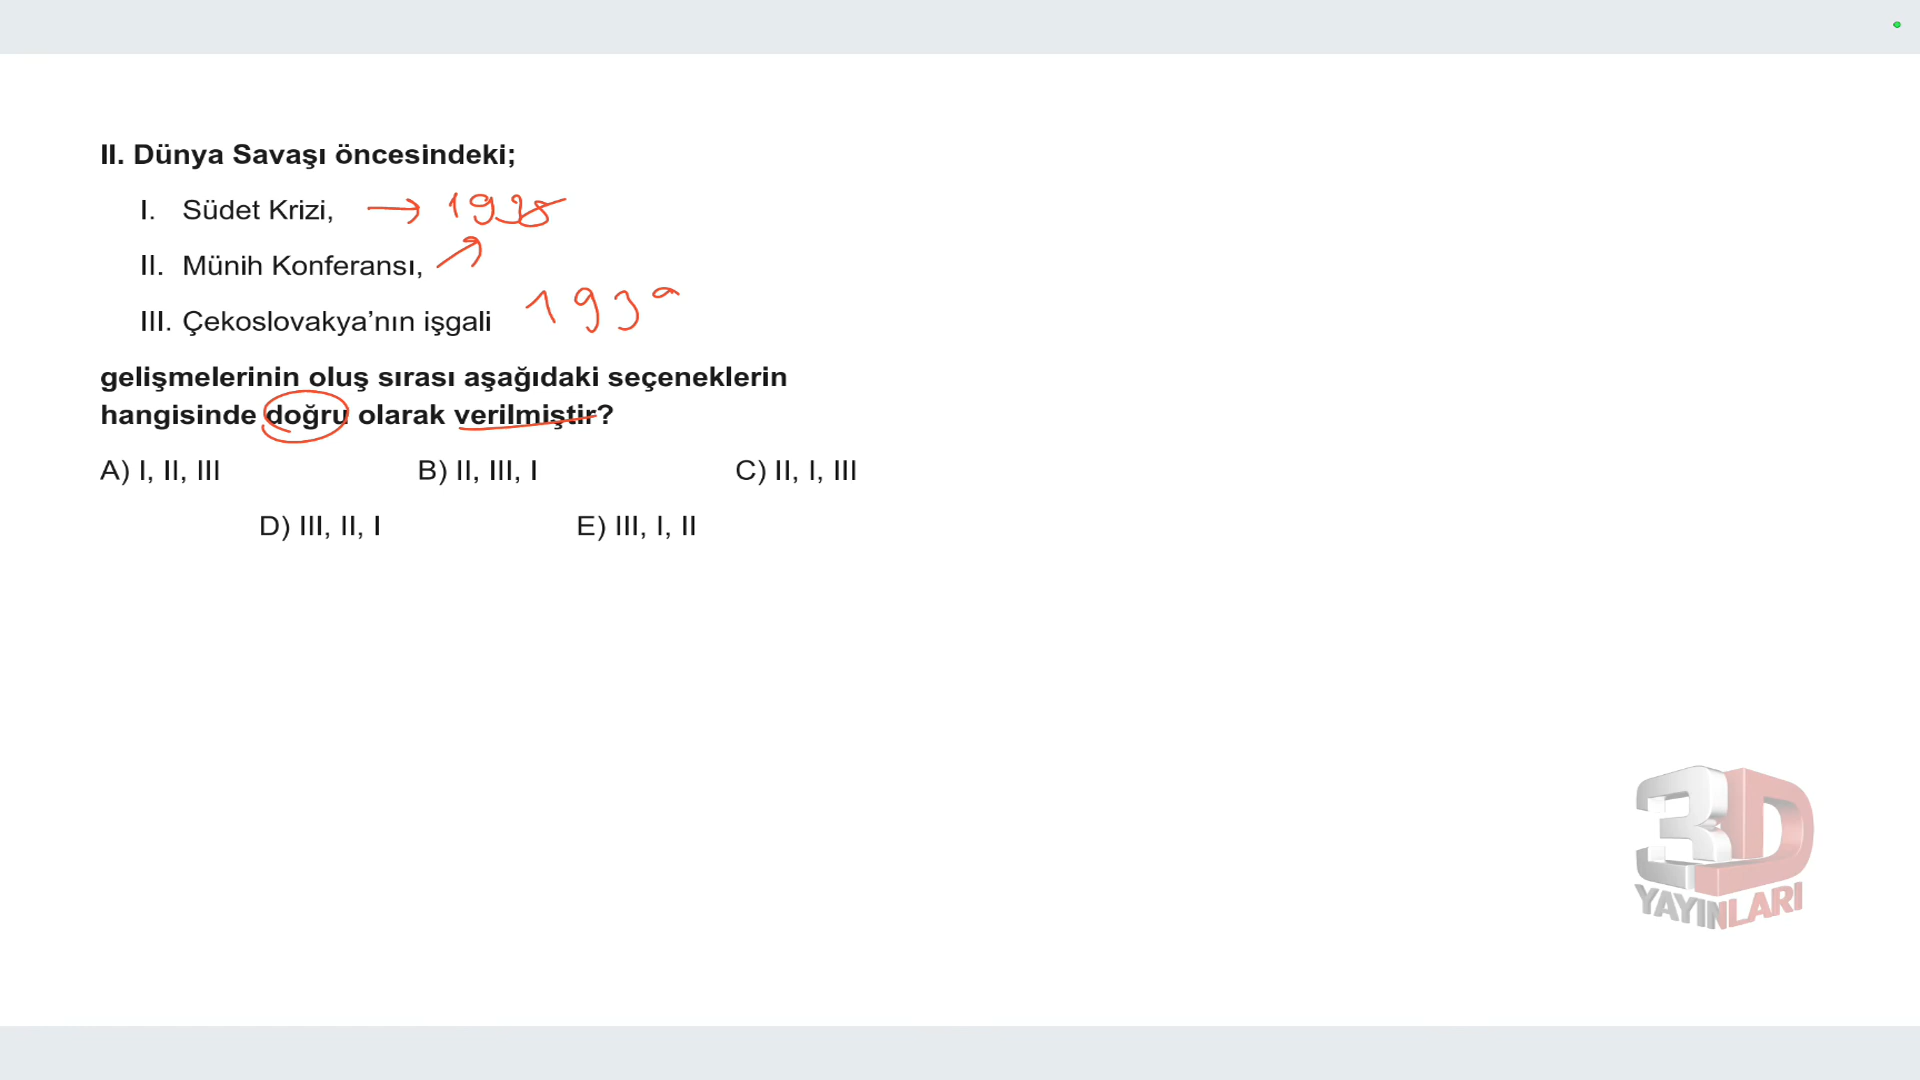 II. Dünya Savaşı öncesindeki;
I. Südet Krizi, → 1938
II. Münih Konferansı,
III. Çekoslovakya’nın işgali 1939
gelişmelerinin oluş sırası aşağıdaki seçeneklerin
hangisinde doğru olarak verilmiştir?
A) I, II, III B) II, III, I C) II, I, III
D) III, II, I E) III, I, II
3D
YAYINLARI